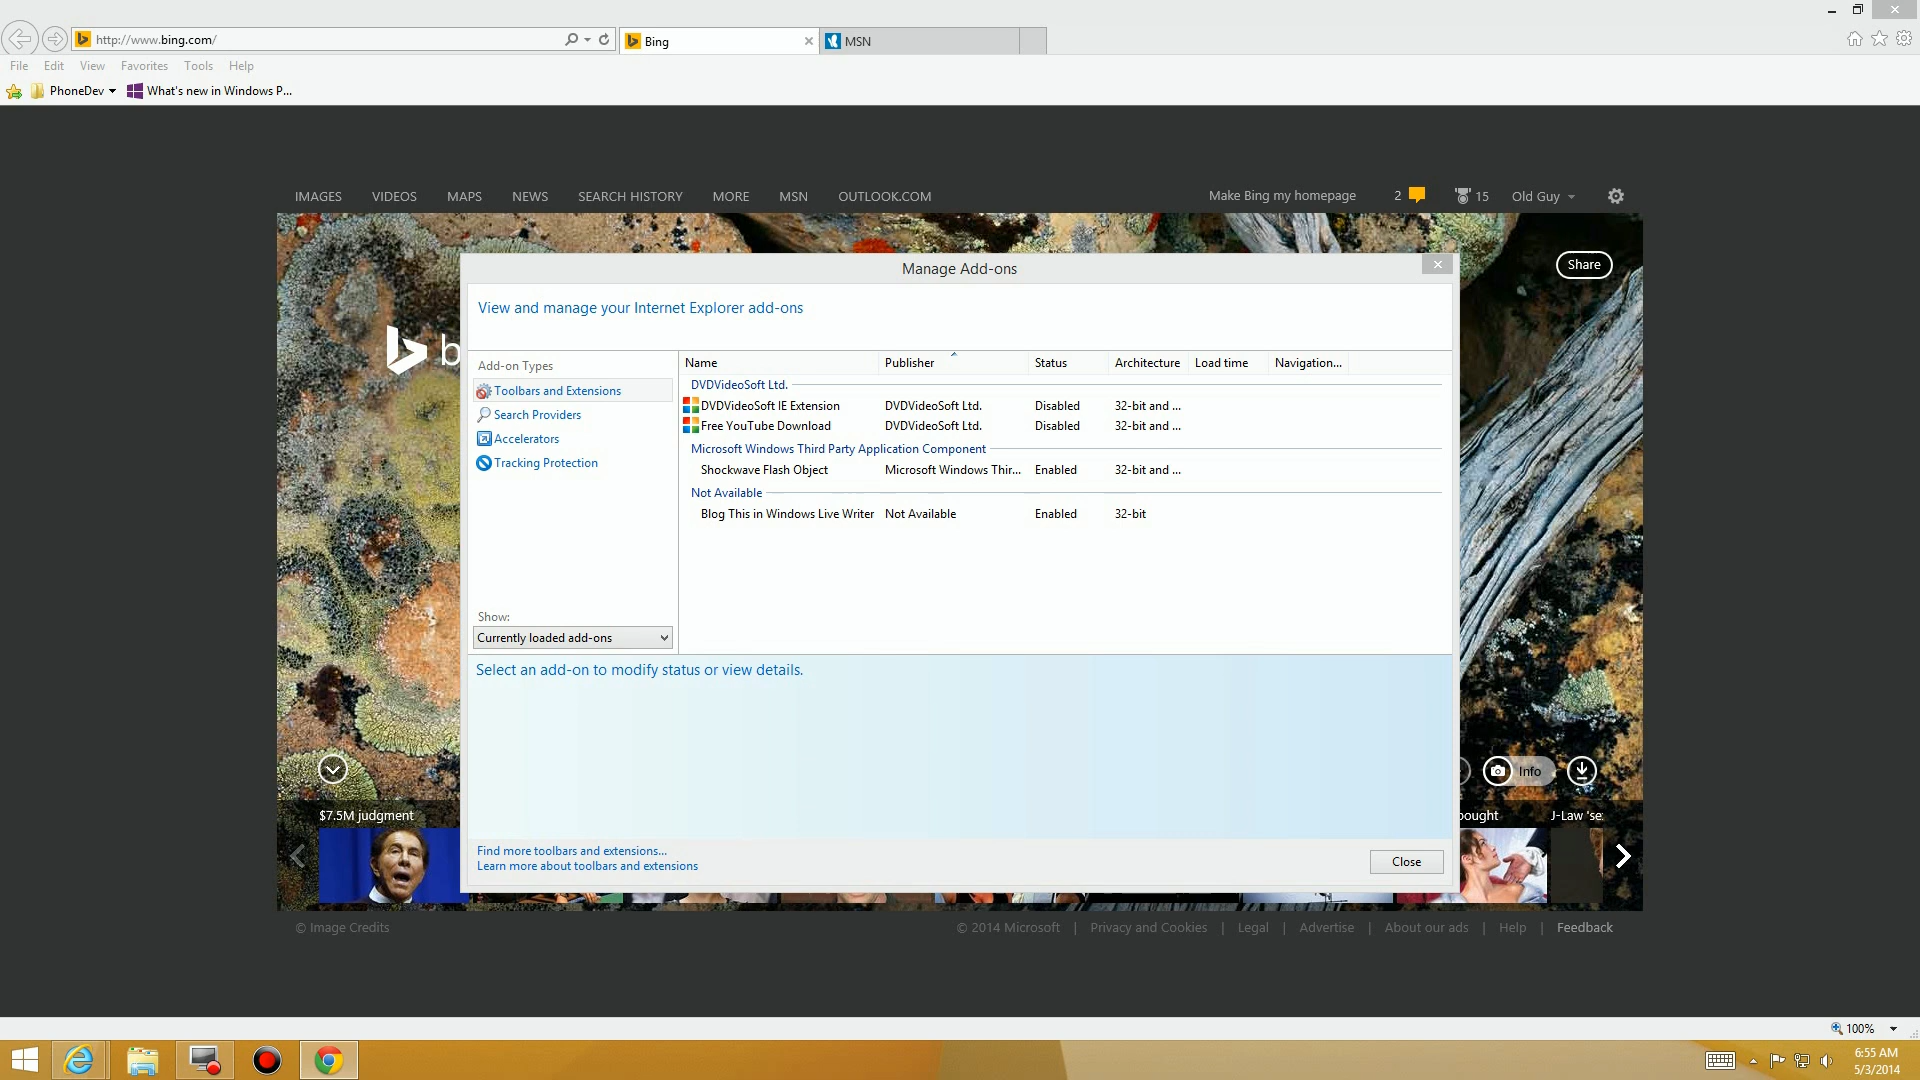 http://www.bing.com/
Bing
MSN
File Edit View Favorites Tools Help
PhoneDev
What's new in Windows P...
IMAGES VIDEOS MAPS NEWS SEARCH HISTORY MORE MSN OUTLOOK.COM
Make Bing my homepage
2
15
Old Guy
Share
Manage Add-ons
View and manage your Internet Explorer add-ons
Add-on Types
Toolbars and Extensions
Search Providers
Accelerators
Tracking Protection
Show:
Currently loaded add-ons
Name Publisher Status Architecture Load time Navigation...
DVDVideoSoft Ltd.
DVDVideoSoft IE Extension DVDVideoSoft Ltd. Disabled 32-bit and ...
Free YouTube Download DVDVideoSoft Ltd. Disabled 32-bit and ...
Microsoft Windows Third Party Application Component
Shockwave Flash Object Microsoft Windows Thir... Enabled 32-bit and ...
Not Available
Blog This in Windows Live Writer Not Available Enabled 32-bit
Select an add-on to modify status or view details.
Find more toolbars and extensions...
Learn more about toolbars and extensions
Close
b
Info
$7.5M judgment
bought
J-Law 'se
© Image Credits
© 2014 Microsoft | Privacy and Cookies | Legal | Advertise | About our ads | Help | Feedback
100%
6:55 AM
5/3/2014